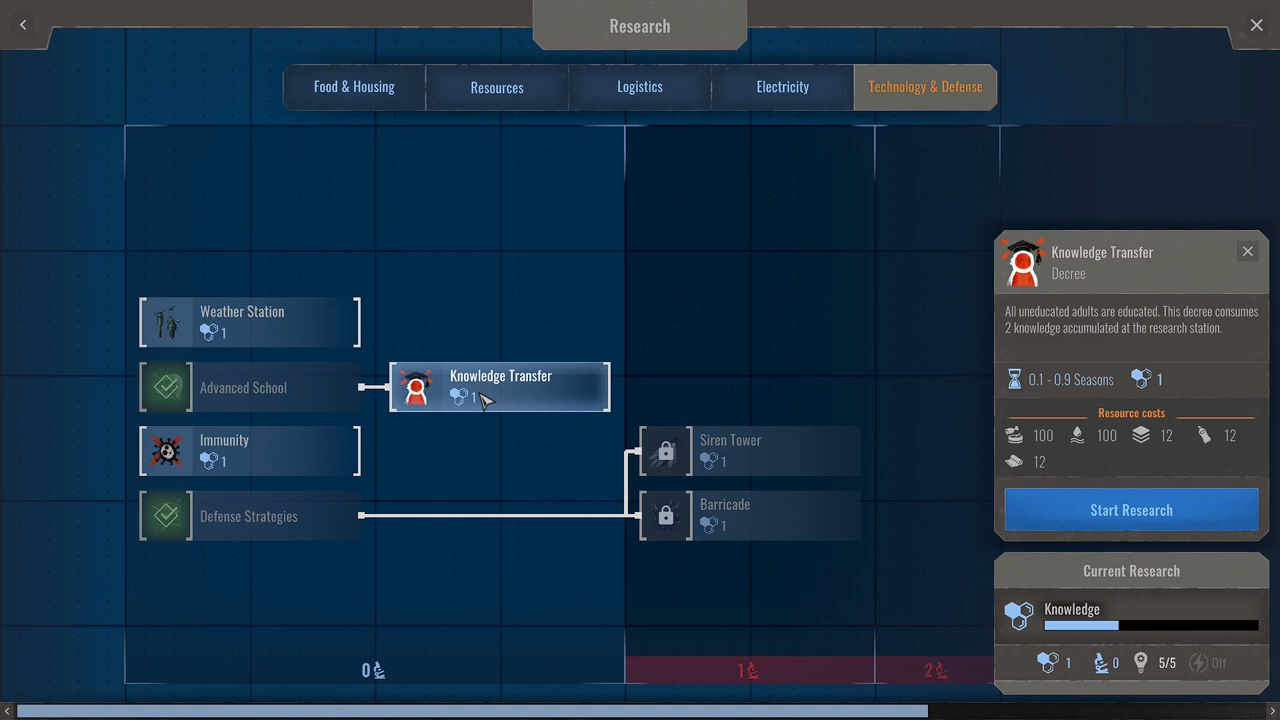 Research
Food & Housing
Resources
Logistics
Electricity
Technology & Defense
Weather Station
1
Advanced School
Knowledge Transfer
1
Immunity
1
Defense Strategies
Siren Tower
1
Barricade
1
0
1
2
Knowledge Transfer
Decree
All uneducated adults are educated. This decree consumes
2 knowledge accumulated at the research station.
0.1 - 0.9 Seasons 1
Resource costs
100 100 12 12
12
Start Research
Current Research
Knowledge
1 0 5/5 Off